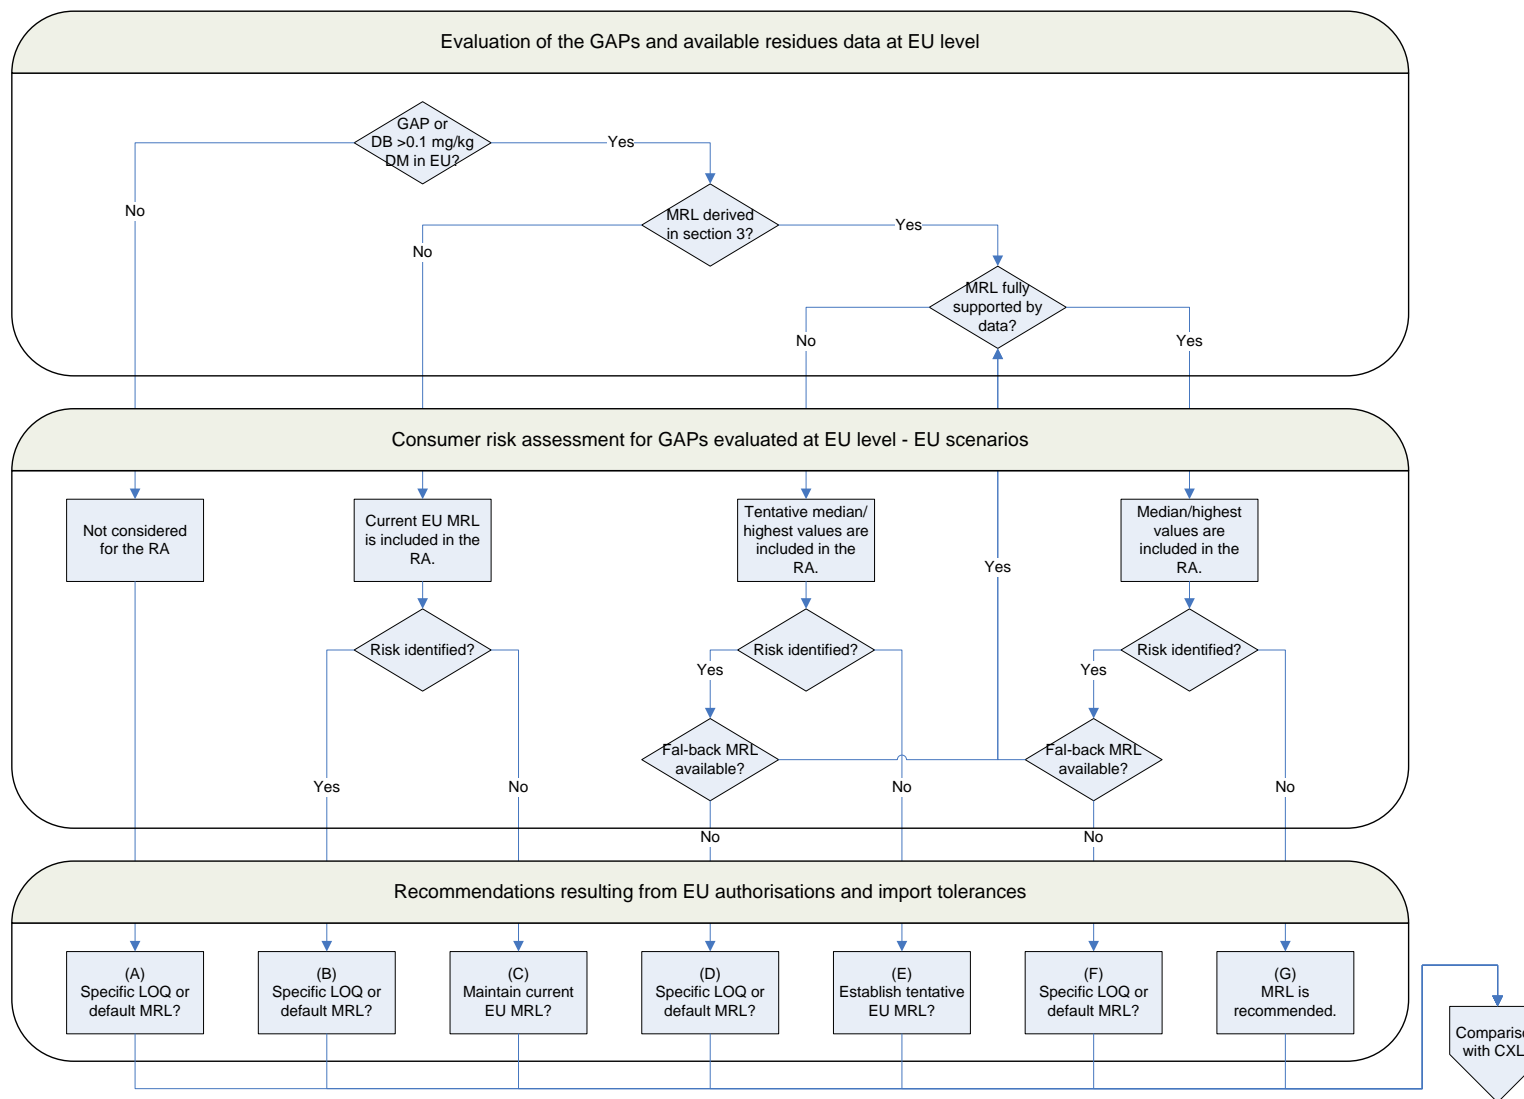 Evaluation of the GAPs and available residues data at EU level
GAP or
DB >0.1 mg/kg
DM in EU?
Yes
No
MRL derived
in section 3?
Yes
No
MRL fully
supported by
data?
No
Yes
Consumer risk assessment for GAPs evaluated at EU level - EU scenarios
Not considered
for the RA
Current EU MRL
is included in the
RA.
Tentative median/
highest values are
included in the
RA.
Median/highest
values are
included in the
RA.
Yes
Risk identified?
Risk identified?
Risk identified?
Yes
Yes
Fal-back MRL
available?
Fal-back MRL
available?
Yes
No
No
No
No
No
Recommendations resulting from EU authorisations and import tolerances
(A)
Specific LOQ or
default MRL?
(B)
Specific LOQ or
default MRL?
(C)
Maintain current
EU MRL?
(D)
Specific LOQ or
default MRL?
(E)
Establish tentative
EU MRL?
(F)
Specific LOQ or
default MRL?
(G)
MRL is
recommended.
Comparis
with CXL